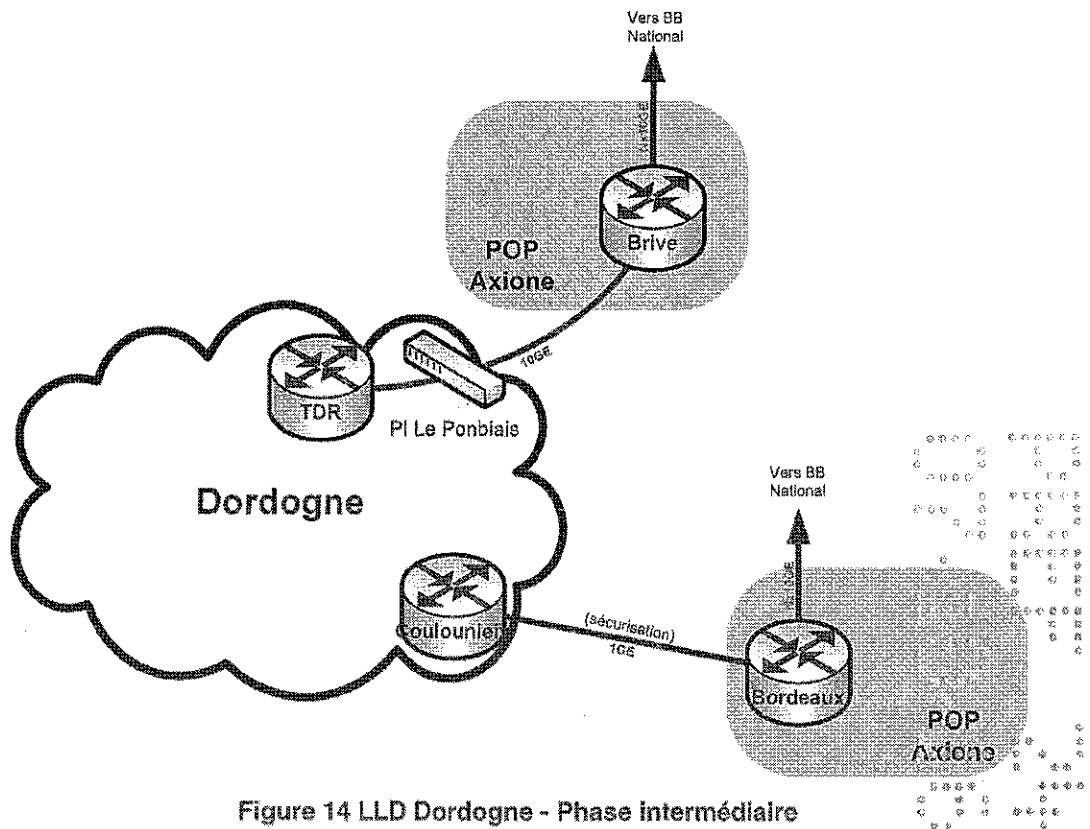 Vers BB
National
Brive
POP
Axione
10GE
TDR
PI Le Ponbiais
Dordogne
Vers BB
National
Coulounier
(sécurisation)
1GE
Bordeaux
POP
Axione
Figure 14 LLD Dordogne - Phase intermédiaire